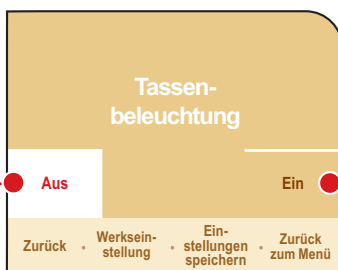 Tassen-
beleuchtung
Aus
Ein
Zurück • Werksein-
stellung • Ein-
stellungen
speichern • Zurück
zum Menü